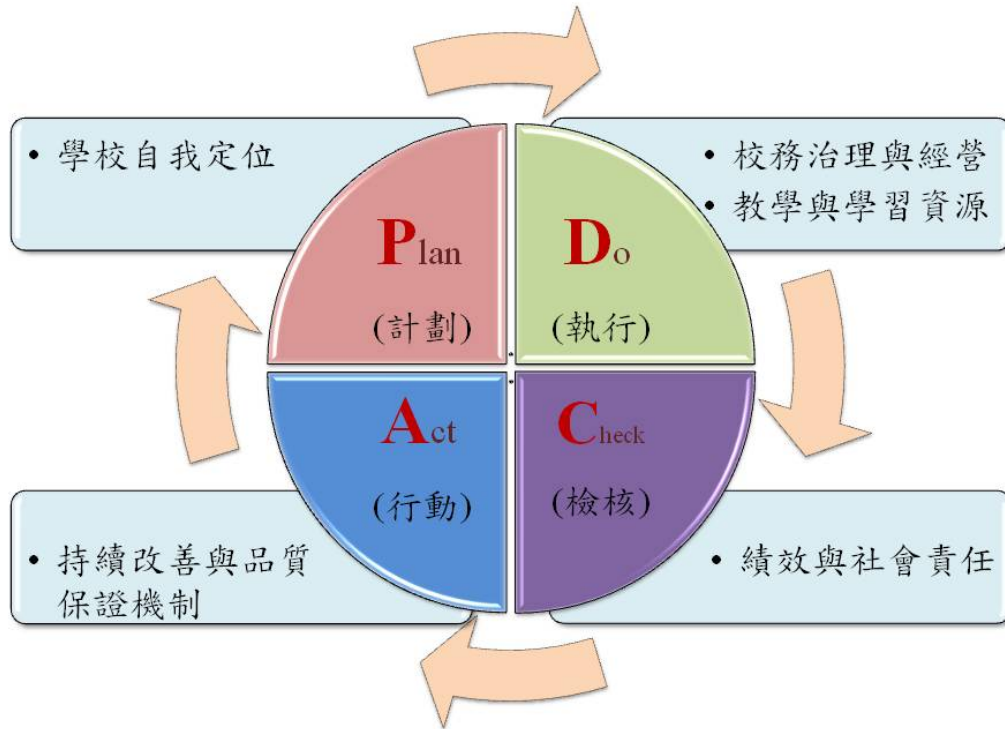 • 學校自我定位
Plan
(計劃)
• 校務治理與經營
• 教學與學習資源
Do
(執行)
Check
(檢核)
• 績效與社會責任
Act
(行動)
• 持續改善與品質
保證機制